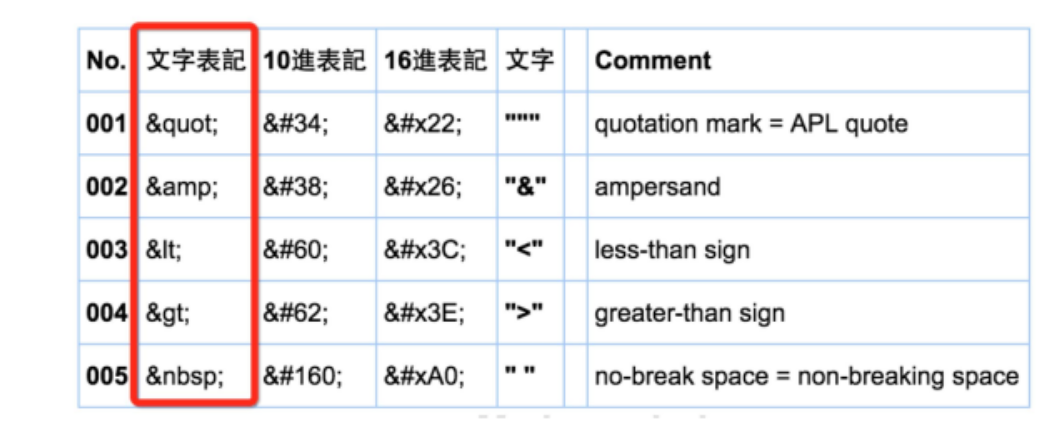 No. 文字表記 10進表記 16進表記 文字 Comment
001 &quot; &#34; &#x22; """ quotation mark = APL quote
002 &amp; &#38; &#x26; "&" ampersand
003 &lt; &#60; &#x3C; "<" less-than sign
004 &gt; &#62; &#x3E; ">" greater-than sign
005 &nbsp; &#160; &#xA0; " " no-break space = non-breaking space